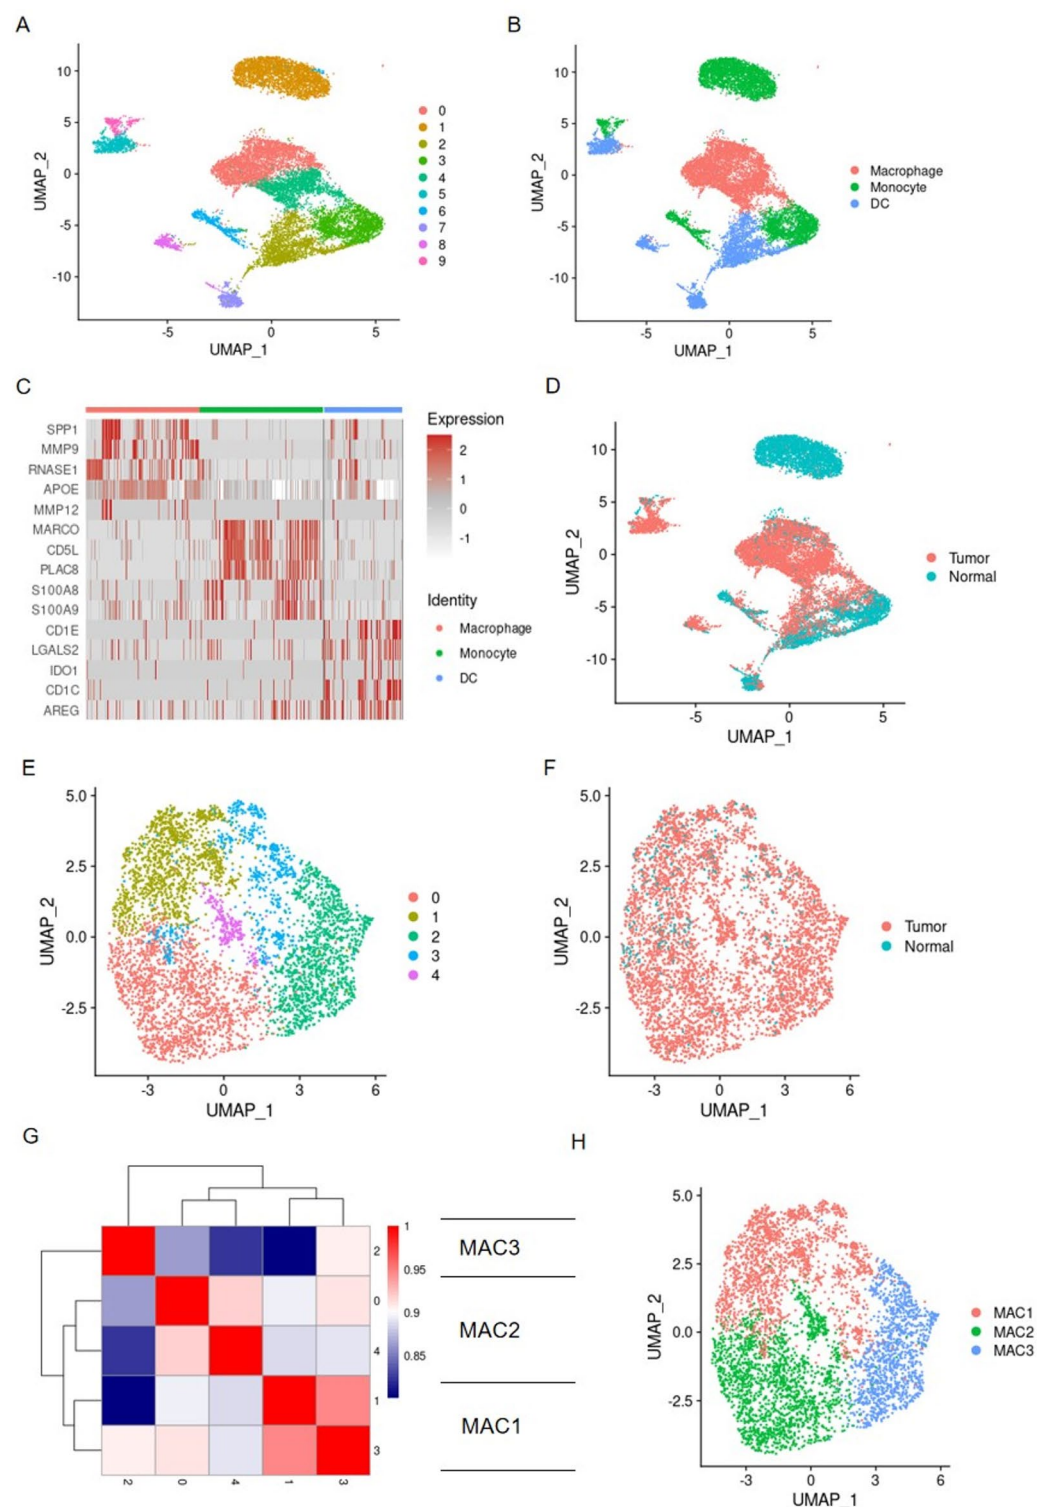 A
10
5
0
-5
-10
UMAP_2
-5
0
5
UMAP_1
0
1
2
3
4
5
6
7
8
9
B
10
5
0
-5
-10
UMAP_2
-5
0
5
UMAP_1
Macrophage
Monocyte
DC
C
SPP1
MMP9
RNASE1
APOE
MMP12
MARCO
CD5L
PLAC8
S100A8
S100A9
CD1E
LGALS2
IDO1
CD1C
AREG
Expression
2
1
0
-1
Identity
Macrophage
Monocyte
DC
D
10
5
0
-5
-10
UMAP_2
-5
0
5
UMAP_1
Tumor
Normal
E
5.0
2.5
0.0
-2.5
UMAP_2
-3
0
3
6
UMAP_1
0
1
2
3
4
F
5.0
2.5
0.0
-2.5
UMAP_2
-3
0
3
6
UMAP_1
Tumor
Normal
G
2
0
4
1
3
2
0
4
1
3
1
0.95
0.9
0.85
MAC3
MAC2
MAC1
H
5.0
2.5
0.0
-2.5
UMAP_2
-3
0
3
6
UMAP_1
MAC1
MAC2
MAC3